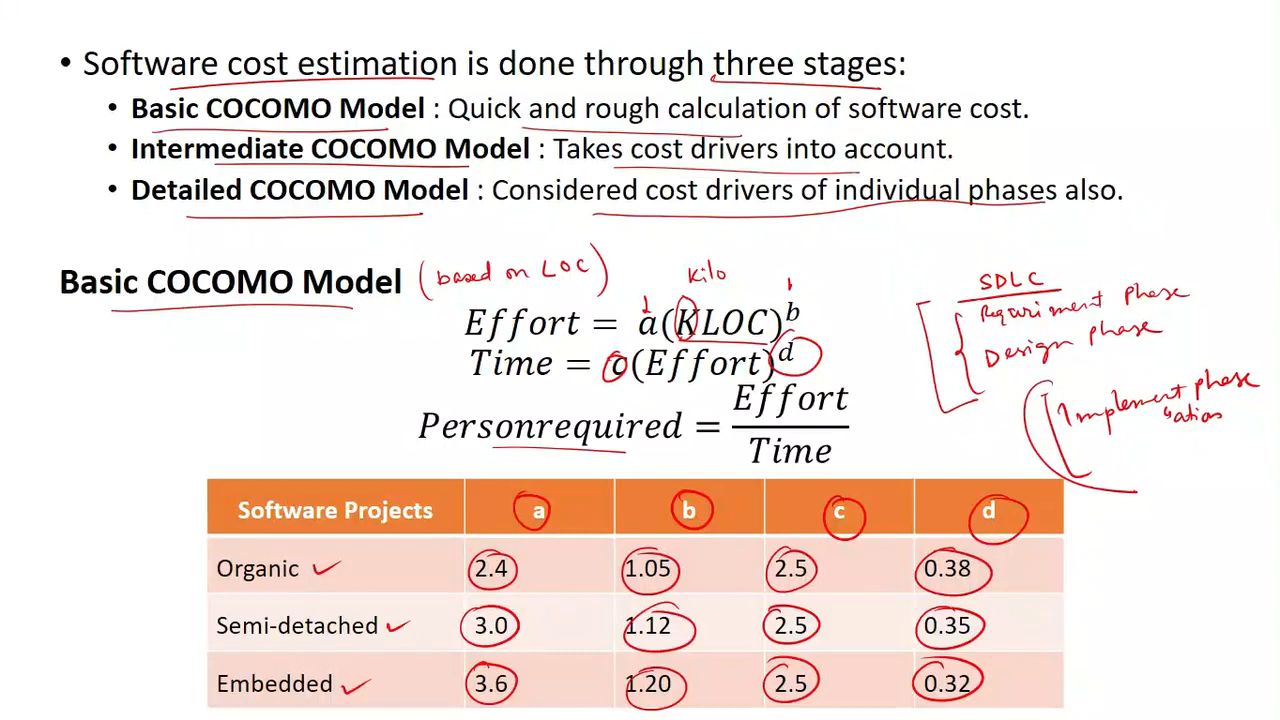 • Software cost estimation is done through three stages:
• Basic COCOMO Model : Quick and rough calculation of software cost.
• Intermediate COCOMO Model : Takes cost drivers into account.
• Detailed COCOMO Model : Considered cost drivers of individual phases also.
Basic COCOMO Model (based on LOC)
Kilo
Effort = a(KLOC)^b
Time = c(Effort)^d
Personrequired = Effort / Time
SDLC
Requriment phase
Design phase
Implement phase
ation
Software Projects a b c d
Organic ✓ 2.4 1.05 2.5 0.38
Semi-detached ✓ 3.0 1.12 2.5 0.35
Embedded ✓ 3.6 1.20 2.5 0.32